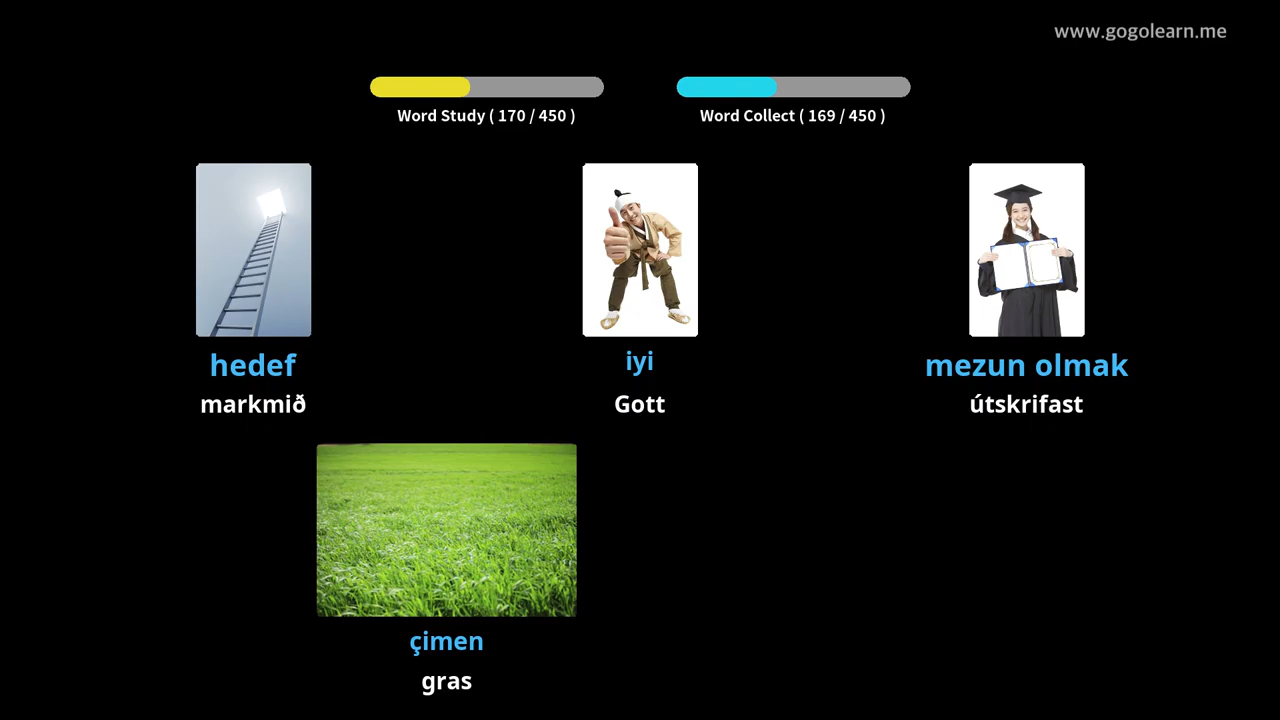 www.gogolearn.me
Word Study ( 170 / 450 )
Word Collect ( 169 / 450 )
hedef
markmið
iyi
Gott
mezun olmak
útskrifast
çimen
gras